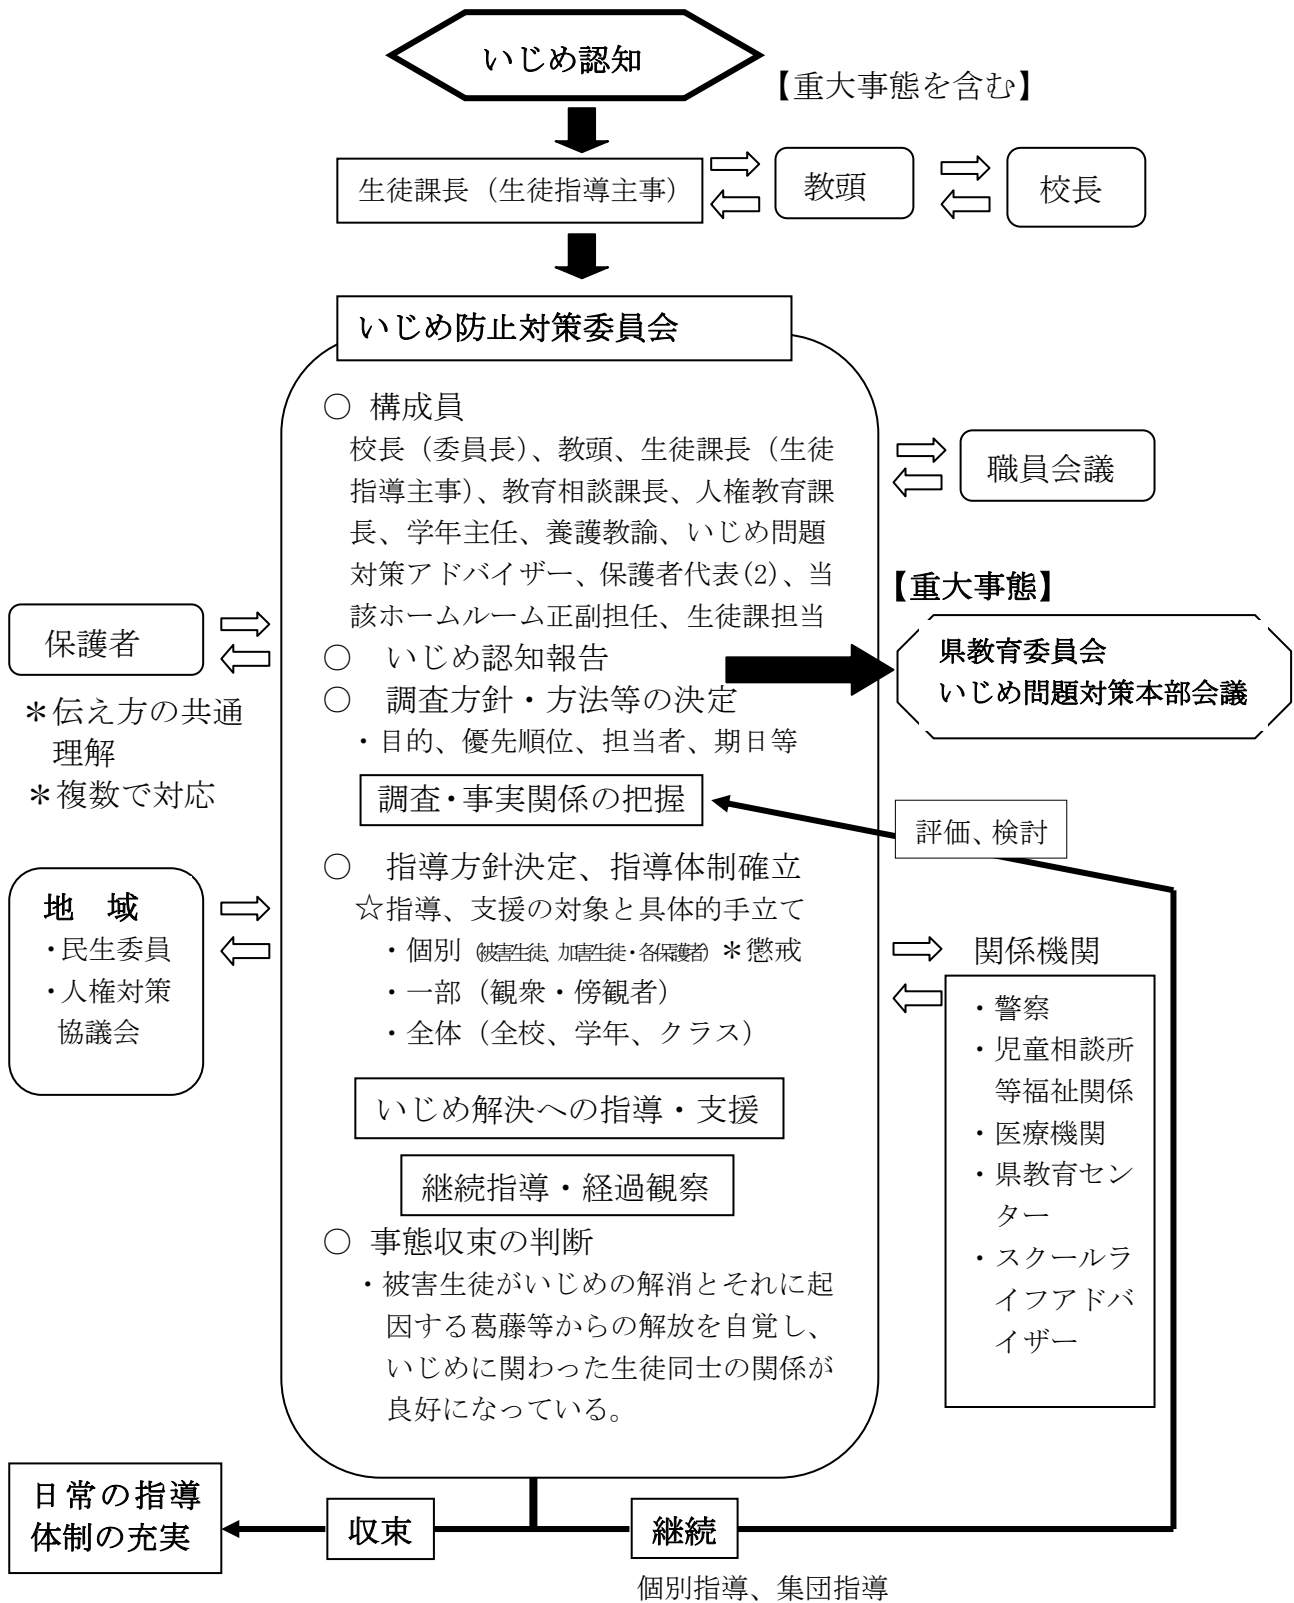 いじめ認知
【重大事態を含む】
生徒課長（生徒指導主事）
教頭
校長
いじめ防止対策委員会
○ 構成員
校長（委員長）、教頭、生徒課長（生徒
指導主事）、教育相談課長、人権教育課
長、学年主任、養護教諭、いじめ問題
対策アドバイザー、保護者代表(2)、当
該ホームルーム正副担任、生徒課担当
○　いじめ認知報告
○　調査方針・方法等の決定
・目的、優先順位、担当者、期日等
調査・事実関係の把握
○　指導方針決定、指導体制確立
☆指導、支援の対象と具体的手立て
・個別（被害生徒、加害生徒・各保護者）＊懲戒
・一部（観衆・傍観者）
・全体（全校、学年、クラス）
いじめ解決への指導・支援
継続指導・経過観察
○ 事態収束の判断
・被害生徒がいじめの解消とそれに起
因する葛藤等からの解放を自覚し、
いじめに関わった生徒同士の関係が
良好になっている。
職員会議
【重大事態】
県教育委員会
いじめ問題対策本部会議
保護者
＊伝え方の共通
理解
＊複数で対応
評価、検討
地　域
・民生委員
・人権対策
協議会
関係機関
・警察
・児童相談所
等福祉関係
・医療機関
・県教育セン
ター
・スクールラ
イフアドバ
イザー
日常の指導
体制の充実
収束
継続
個別指導、集団指導